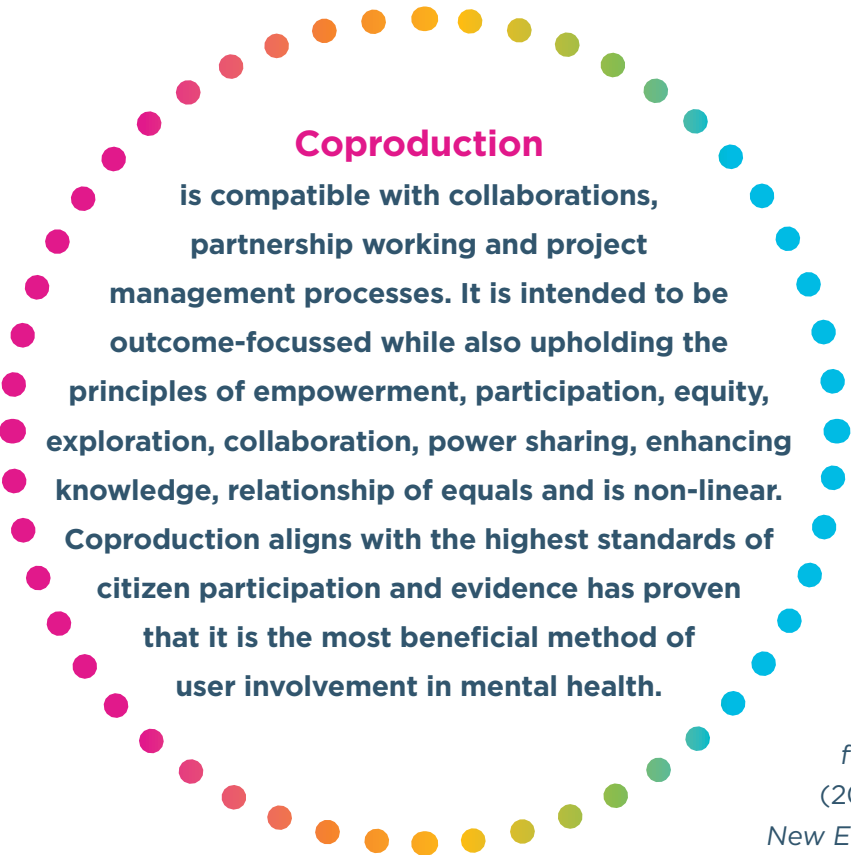 Coproduction
is compatible with collaborations,
partnership working and project
management processes. It is intended to be
outcome-focussed while also upholding the
principles of empowerment, participation, equity,
exploration, collaboration, power sharing, enhancing
knowledge, relationship of equals and is non-linear.
Coproduction aligns with the highest standards of
citizen participation and evidence has proven
that it is the most beneficial method of
user involvement in mental health.
New